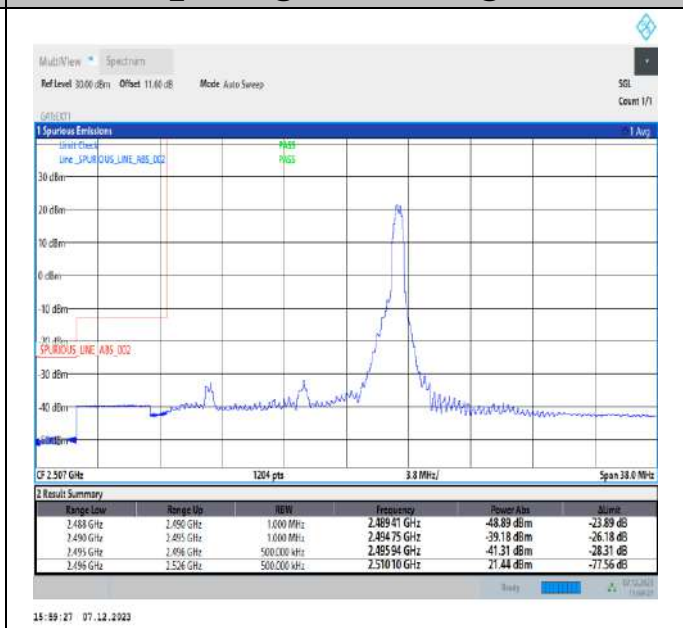 MultiView Spectrum
Ref Level 30.00 dBm Offset 11.60 dB Mode Auto Sweep SGL
Count 1/1
1 Spurious Emissions 1 Avg
Limit Check PASS
Line _SPURIOUS_LINE_ABS_002 PASS
30 dBm
20 dBm
10 dBm
0 dBm
-10 dBm
-20 dBm
SPURIOUS_LINE_ABS_002
-30 dBm
-40 dBm
-50 dBm
CF 2.507 GHz 1204 pts 3.8 MHz/ Span 38.0 MHz
2 Result Summary
Range Low Range Up RBW Frequency Power Abs ΔLimit
2.488 GHz 2.490 GHz 1.000 MHz 2.48941 GHz -48.89 dBm -23.89 dB
2.490 GHz 2.495 GHz 1.000 MHz 2.49475 GHz -39.18 dBm -26.18 dB
2.495 GHz 2.496 GHz 500.000 kHz 2.49594 GHz -41.31 dBm -28.31 dB
2.496 GHz 2.526 GHz 500.000 kHz 2.51010 GHz 21.44 dBm -77.56 dB
Ready
15:59:27 07.12.2023